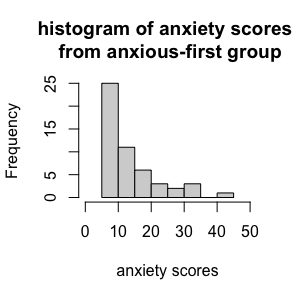 histogram of anxiety scores
from anxious-first group
Frequency
25
15
5
0
0 10 20 30 40 50
anxiety scores